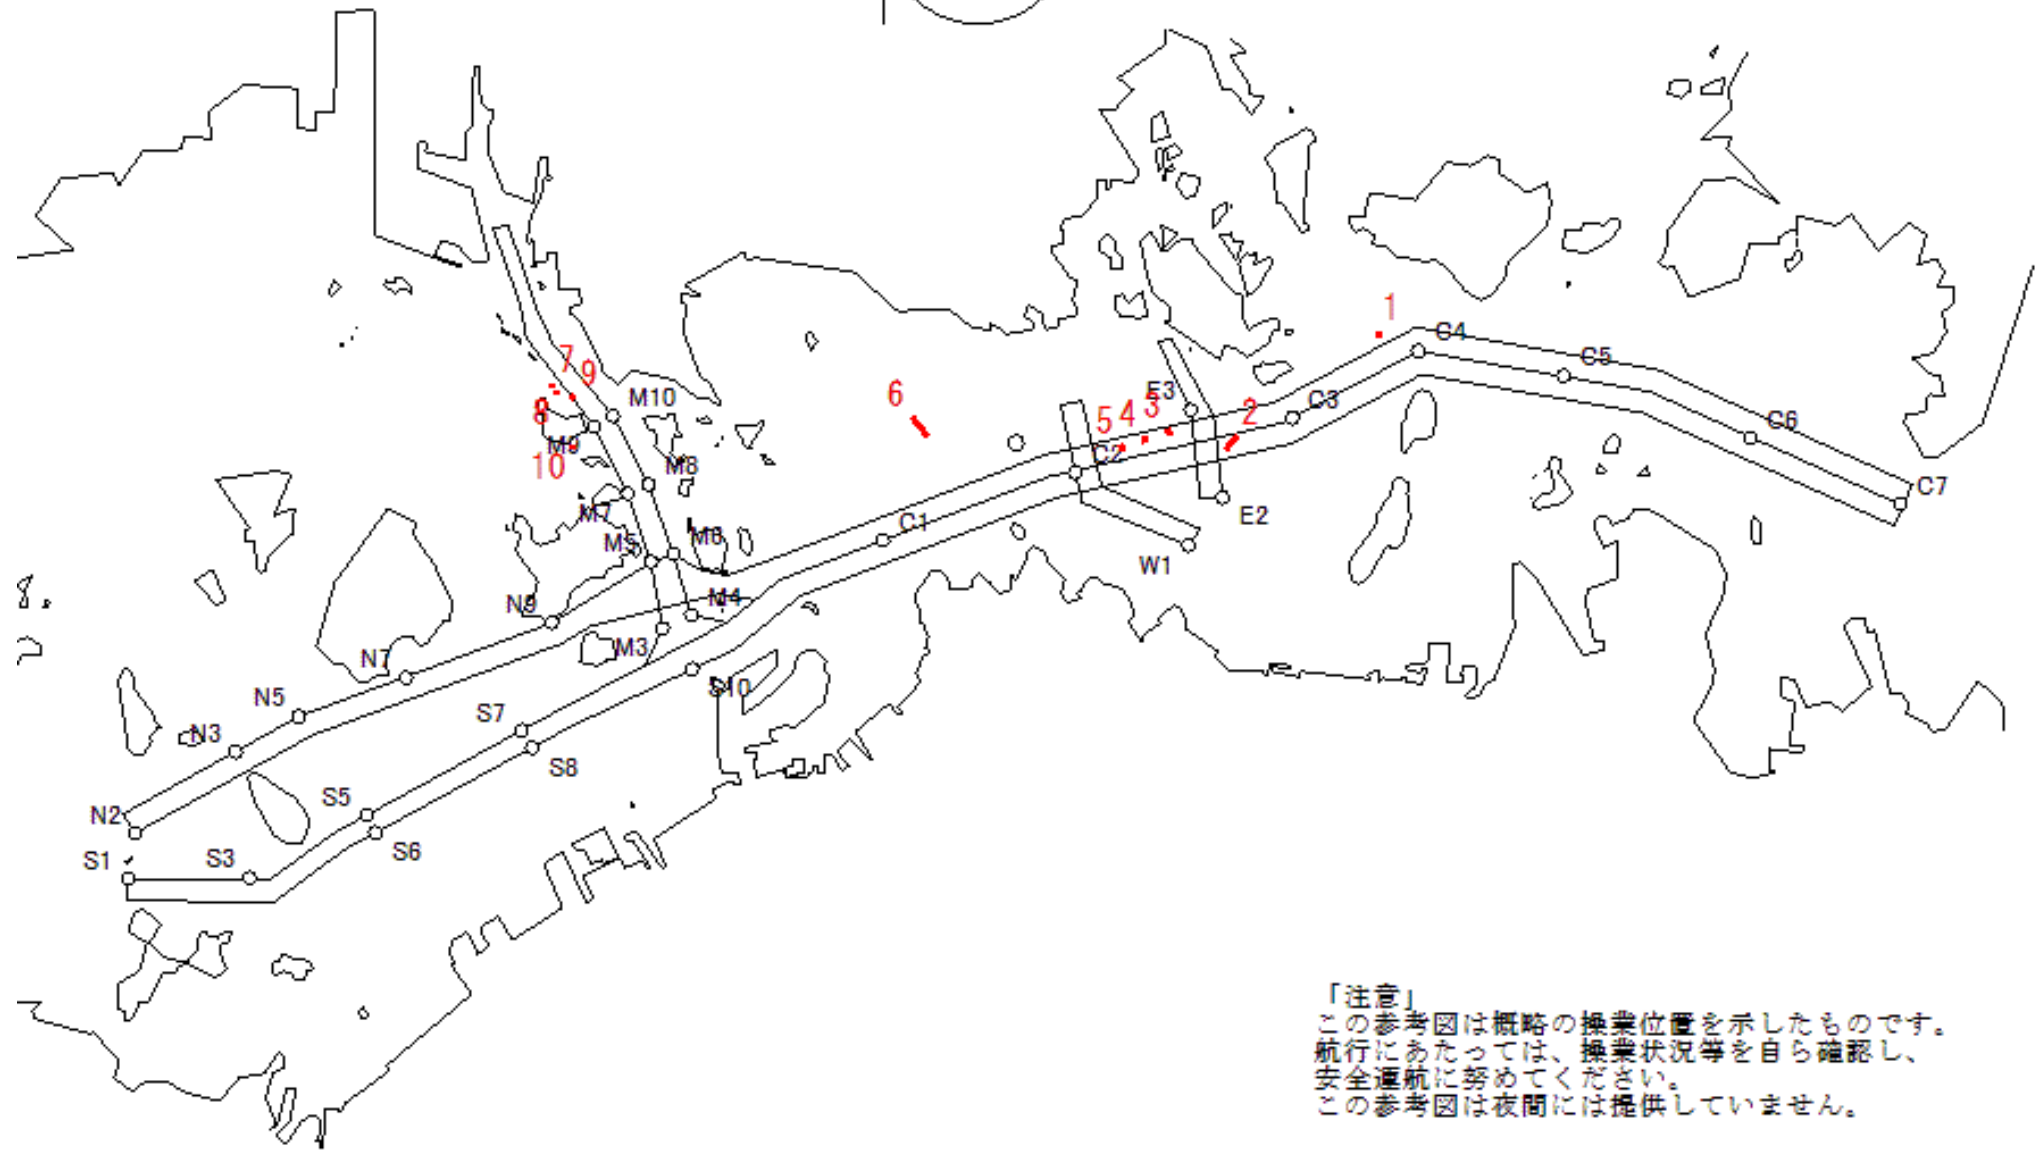 1
C4
C5
7
9
6
M10
8
E3
C3
2
3
4
5
C6
M9
10
M8
C2
C7
M7
C1
E2
M5
M6
W1
N9
M4
M3
N7
S10
N5
S7
N3
S8
S5
N2
S6
S1
S3
「注意」
この参考図は概略の操業位置を示したものです。
航行にあたっては、操業状況等を自ら確認し、
安全運航に努めてください。
この参考図は夜間には提供していません。